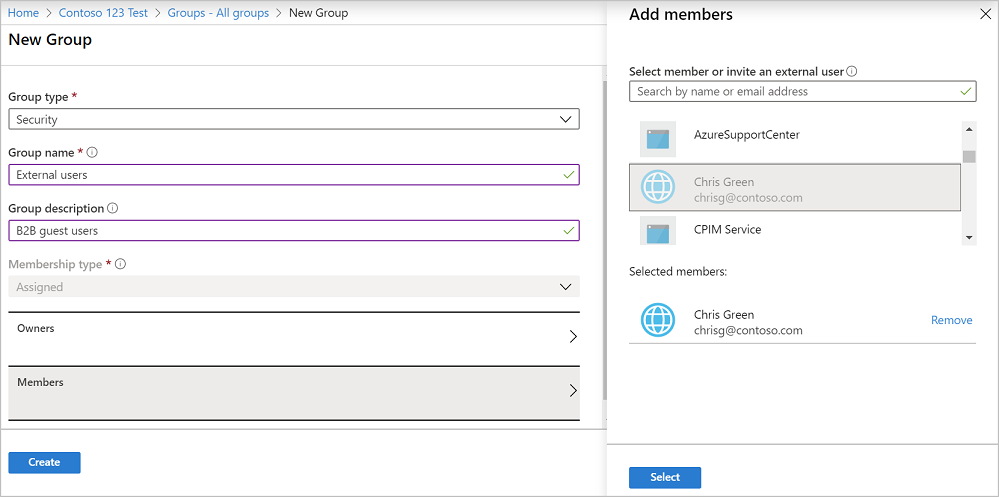 Home > Contoso 123 Test > Groups - All groups > New Group
New Group
Group type *
Security
Group name *
External users
Group description
B2B guest users
Membership type *
Assigned
Owners
Members
Create
Add members
Select member or invite an external user
Search by name or email address
AzureSupportCenter
Chris Green
chrisg@contoso.com
CPIM Service
Selected members:
Chris Green
chrisg@contoso.com
Remove
Select